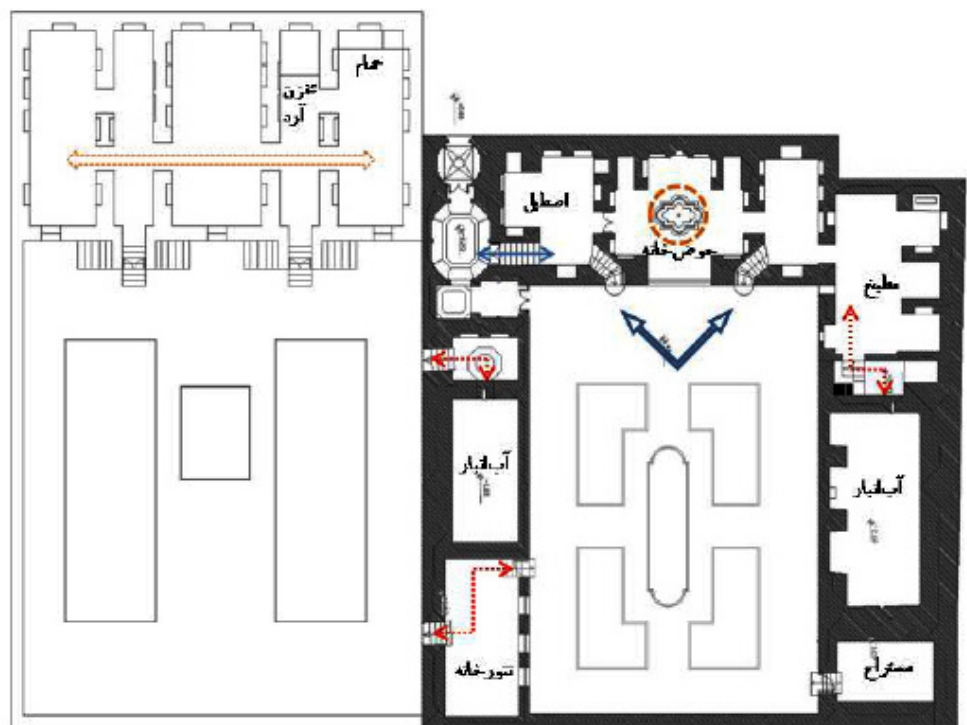 حمام
مخزن
آرد
اصطبل
حوض‌خانه
مطبخ
آب‌انبار
آب‌انبار
تنورخانه
مستراح